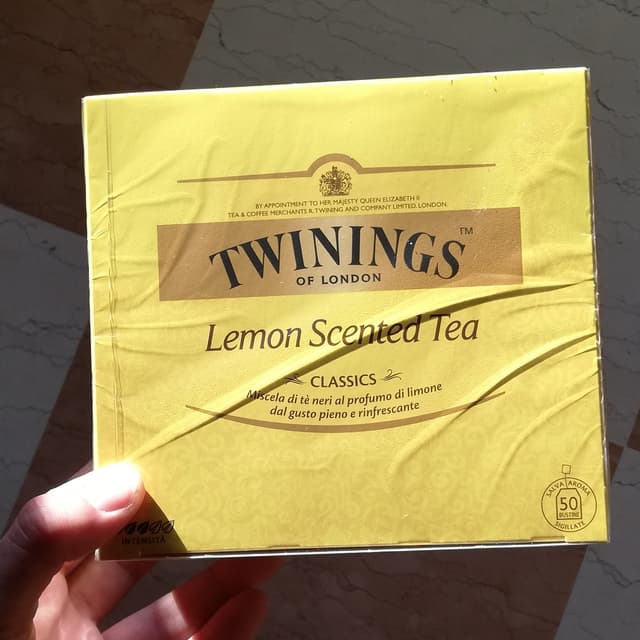 BY APPOINTMENT TO HER MAJESTY QUEEN ELIZABETH II
TEA & COFFEE MERCHANTS R. TWINING AND COMPANY LIMITED. LONDON.
TWININGS™
OF LONDON
Lemon Scented Tea
CLASSICS
Miscela di tè neri al profumo di limone
dal gusto pieno e rinfrescante
INTENSITÀ
SALVA AROMA
50
BUSTINE
SIGILLATE